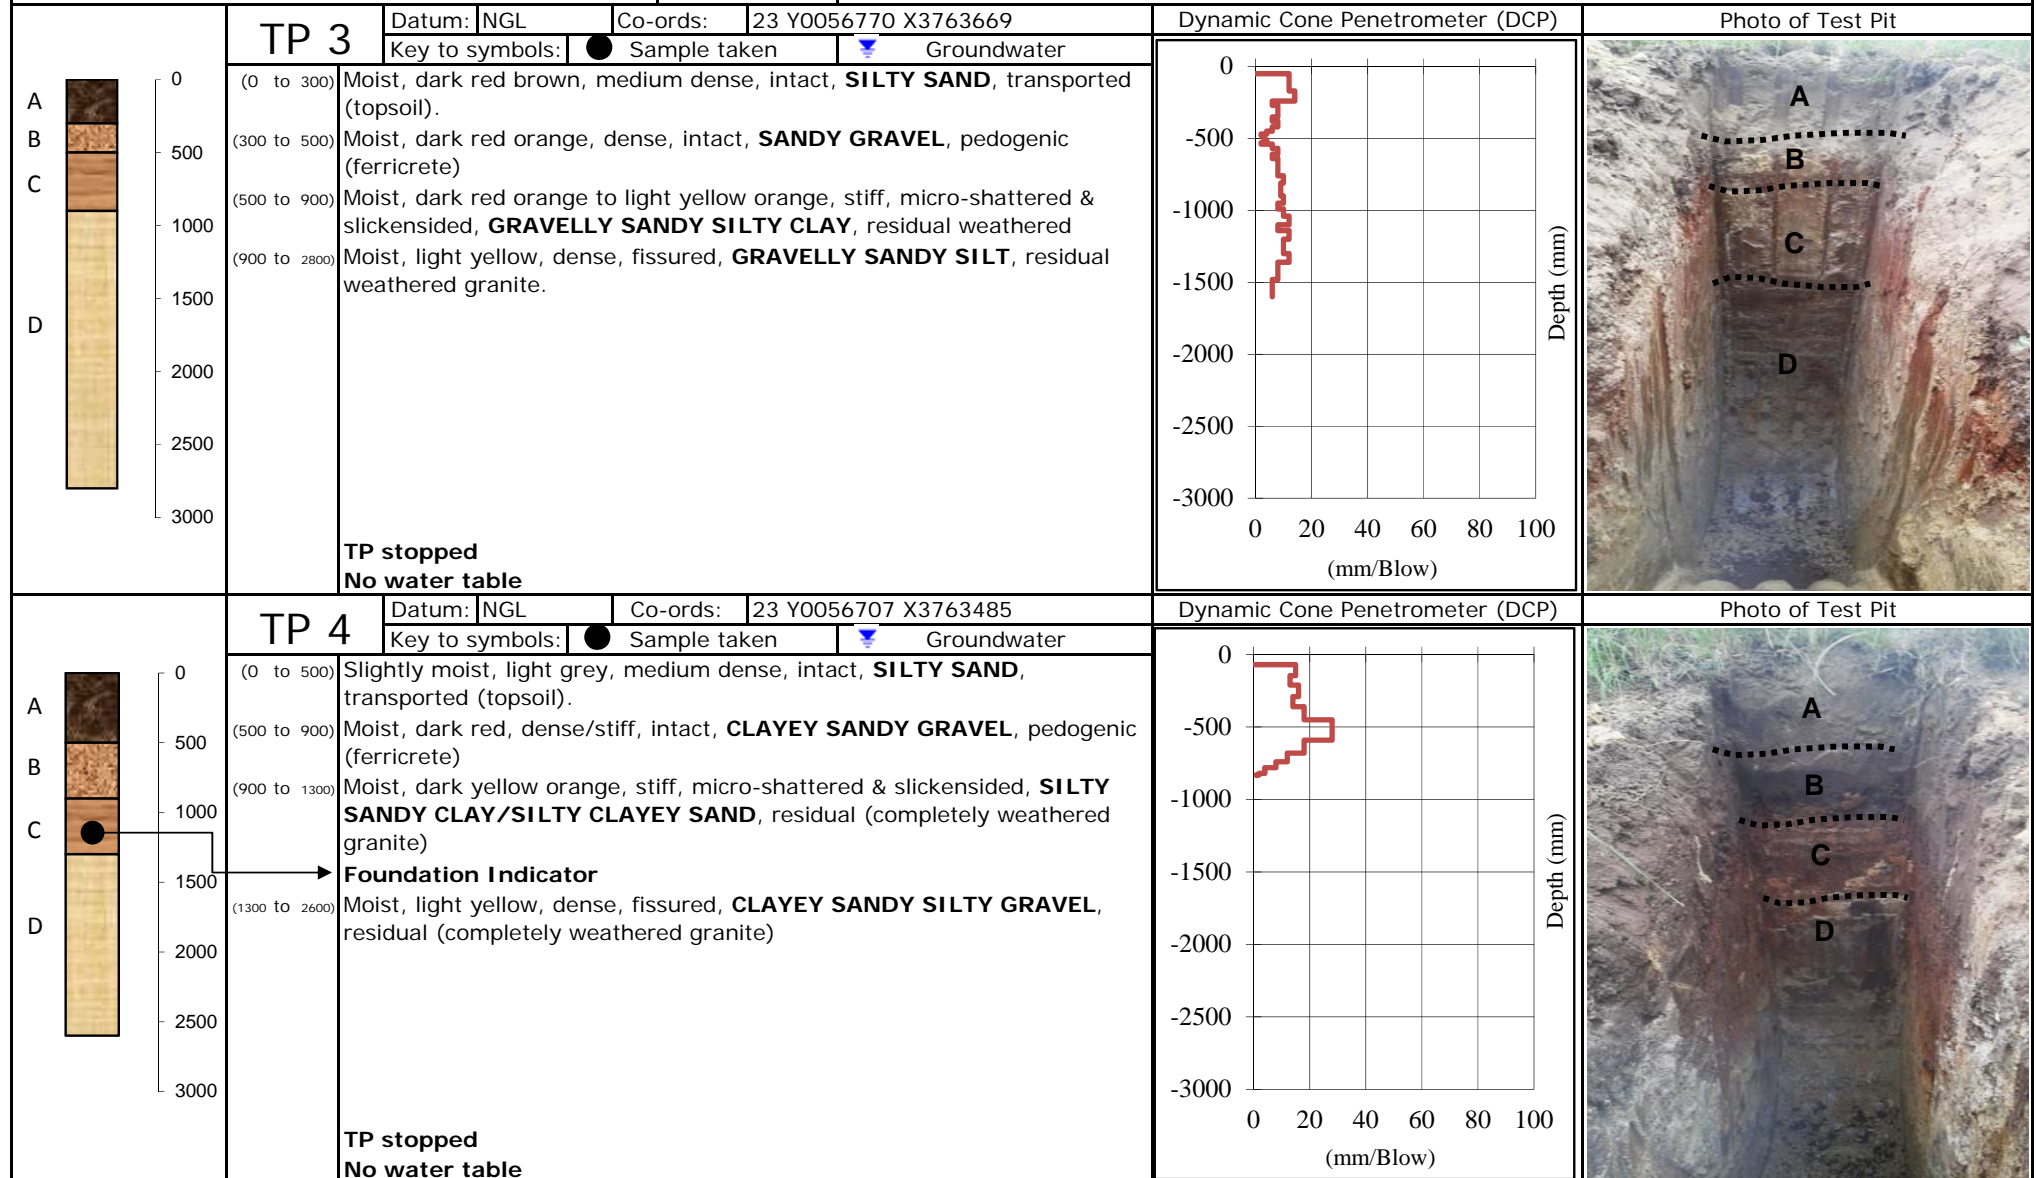 TP 3
Datum: NGL Co-ords: 23 Y0056770 X3763669
Key to symbols: Sample taken Groundwater
Dynamic Cone Penetrometer (DCP)
Photo of Test Pit
A
B
C
D
0
500
1000
1500
2000
2500
3000
(0 to 300) Moist, dark red brown, medium dense, intact, SILTY SAND, transported
(topsoil).
(300 to 500) Moist, dark red orange, dense, intact, SANDY GRAVEL, pedogenic
(ferricrete)
(500 to 900) Moist, dark red orange to light yellow orange, stiff, micro-shattered &
slickensided, GRAVELLY SANDY SILTY CLAY, residual weathered
(900 to 2800) Moist, light yellow, dense, fissured, GRAVELLY SANDY SILT, residual
weathered granite.
TP stopped
No water table
0
-500
-1000
-1500
-2000
-2500
-3000
0 20 40 60 80 100
(mm/Blow)
Depth (mm)
A
B
C
D
TP 4
Datum: NGL Co-ords: 23 Y0056707 X3763485
Key to symbols: Sample taken Groundwater
Dynamic Cone Penetrometer (DCP)
Photo of Test Pit
A
B
C
D
0
500
1000
1500
2000
2500
3000
(0 to 500) Slightly moist, light grey, medium dense, intact, SILTY SAND,
transported (topsoil).
(500 to 900) Moist, dark red, dense/stiff, intact, CLAYEY SANDY GRAVEL, pedogenic
(ferricrete)
(900 to 1300) Moist, dark yellow orange, stiff, micro-shattered & slickensided, SILTY
SANDY CLAY/SILTY CLAYEY SAND, residual (completely weathered
granite)
Foundation Indicator
(1300 to 2600) Moist, light yellow, dense, fissured, CLAYEY SANDY SILTY GRAVEL,
residual (completely weathered granite)
TP stopped
No water table
0
-500
-1000
-1500
-2000
-2500
-3000
0 20 40 60 80 100
(mm/Blow)
Depth (mm)
A
B
C
D